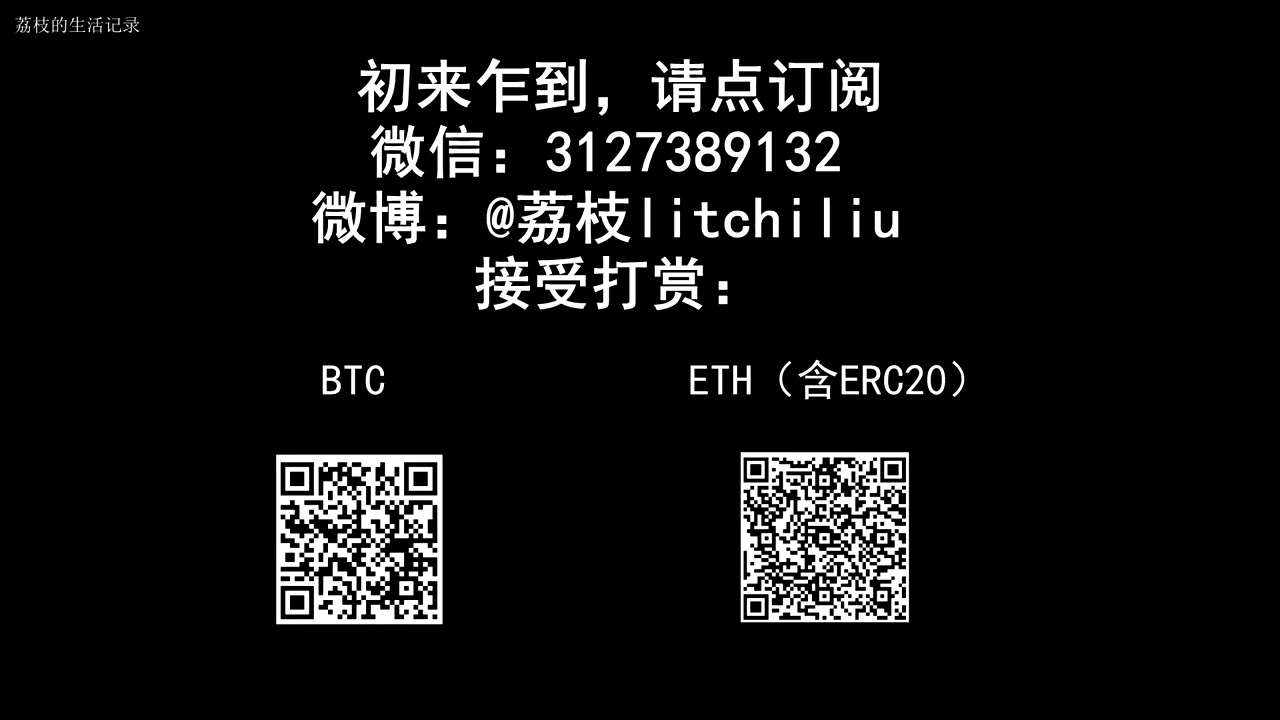 荔枝的生活记录
初来乍到，请点订阅
微信：3127389132
微博：@荔枝litchiliu
接受打赏：
BTC
ETH（含ERC20）